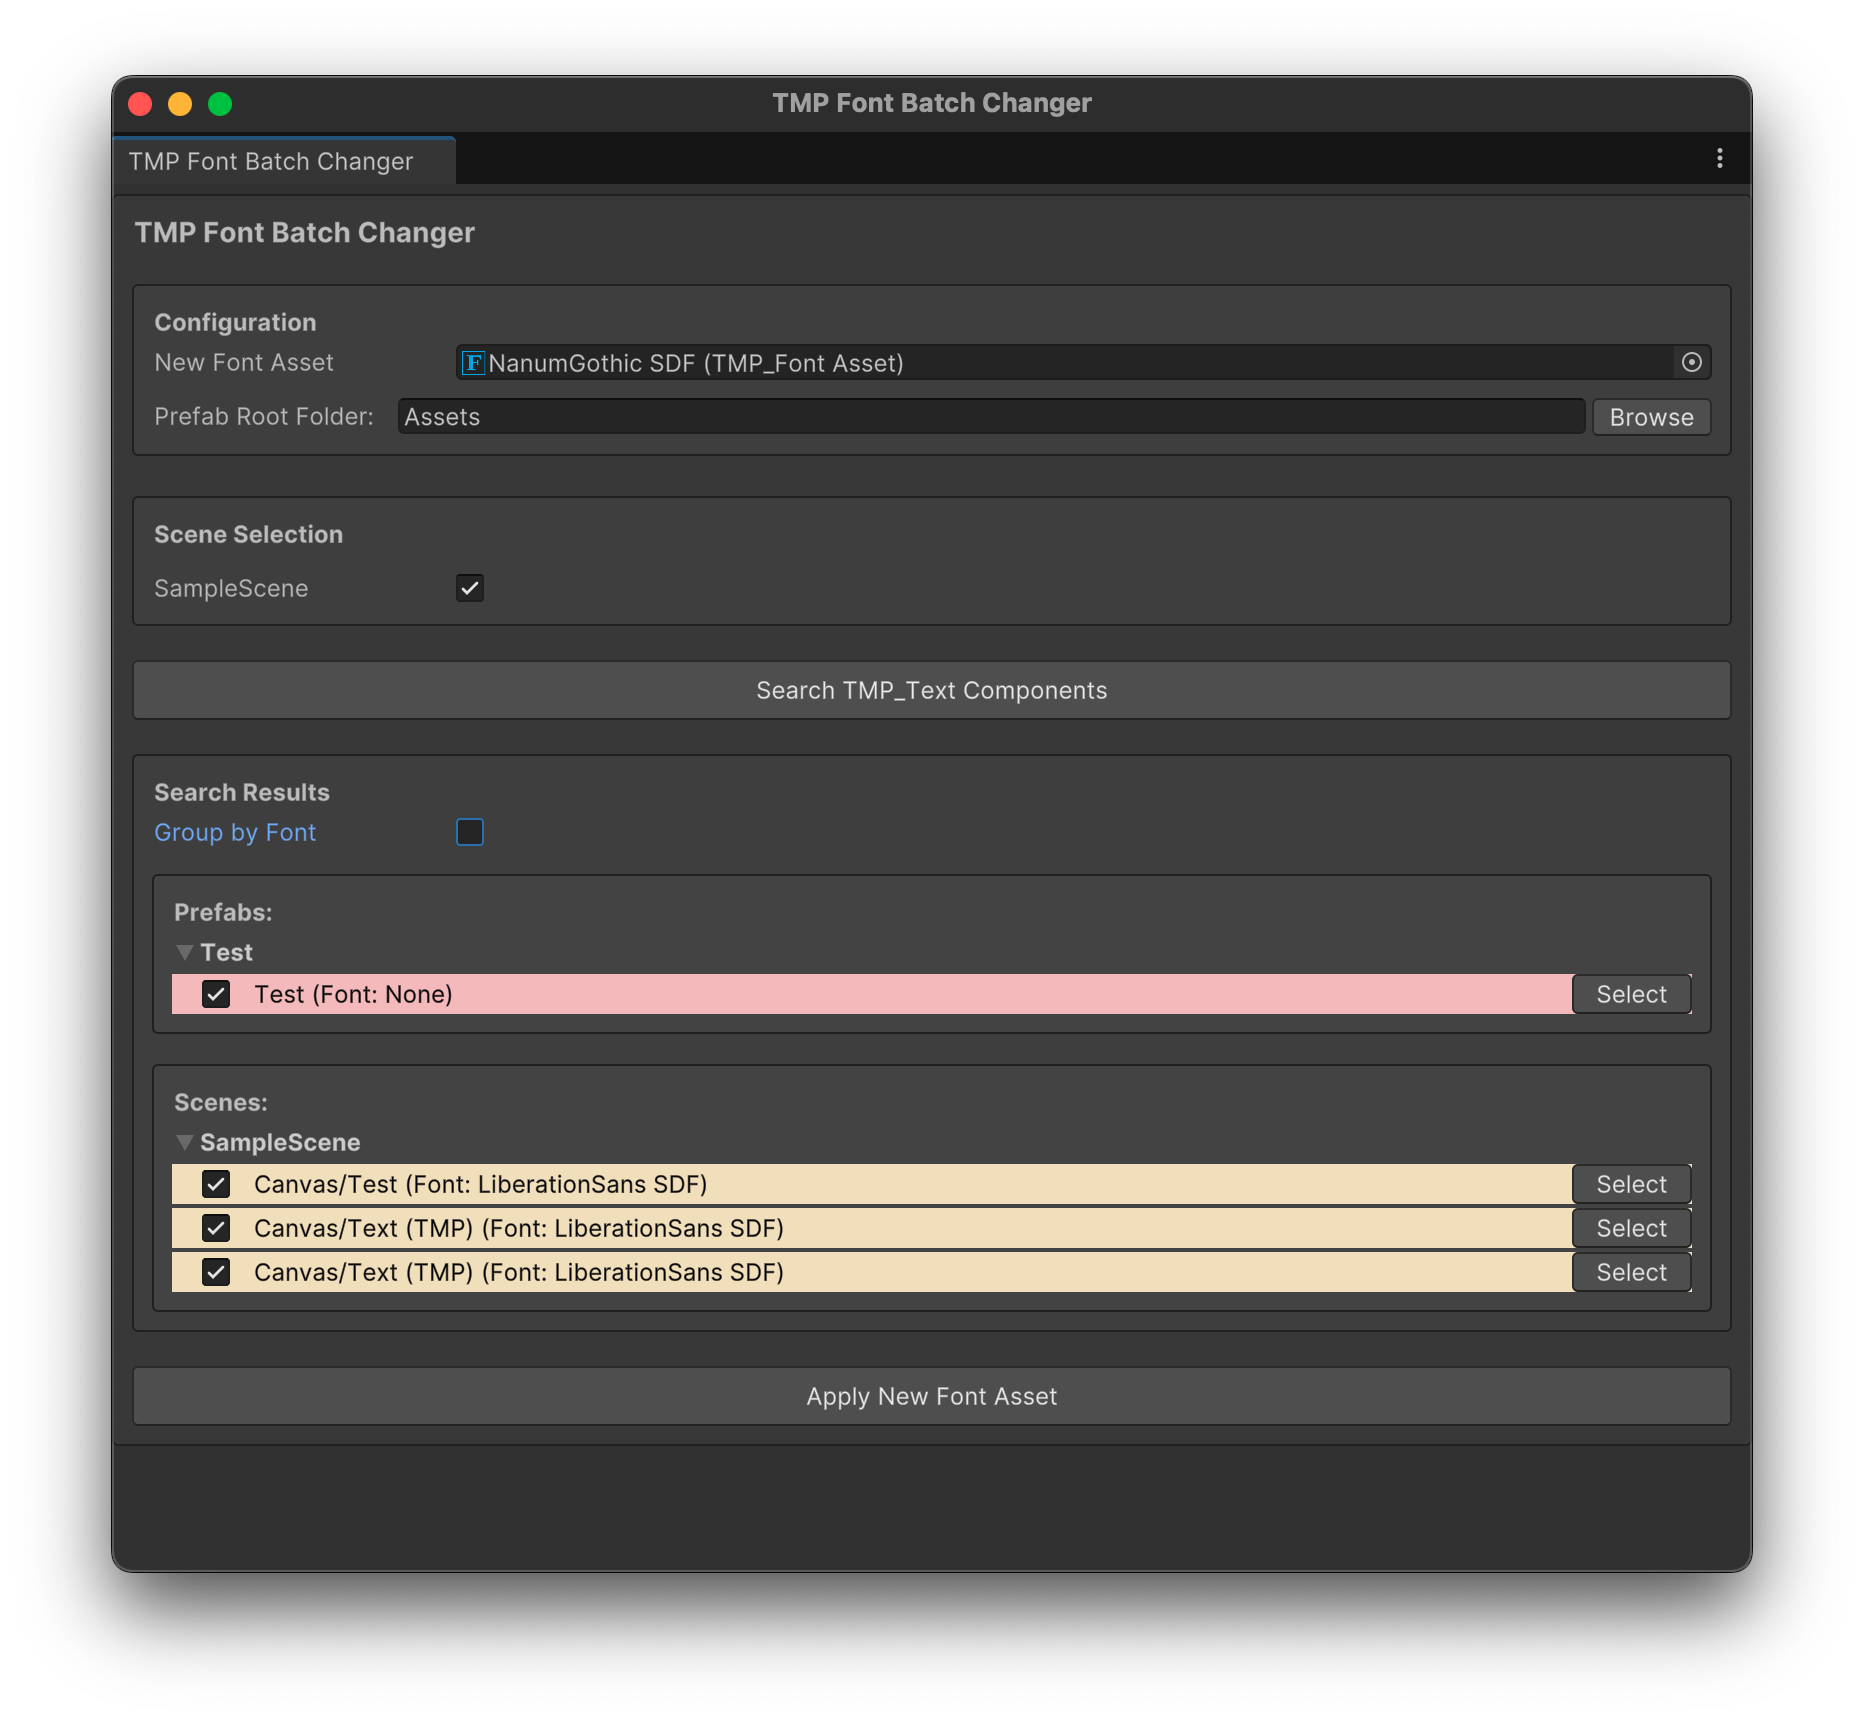 TMP Font Batch Changer
TMP Font Batch Changer
TMP Font Batch Changer
Configuration
New Font Asset F NanumGothic SDF (TMP_Font Asset)
Prefab Root Folder: Assets Browse
Scene Selection
SampleScene
Search TMP_Text Components
Search Results
Group by Font
Prefabs:
Test
Test (Font: None) Select
Scenes:
SampleScene
Canvas/Test (Font: LiberationSans SDF) Select
Canvas/Text (TMP) (Font: LiberationSans SDF) Select
Canvas/Text (TMP) (Font: LiberationSans SDF) Select
Apply New Font Asset